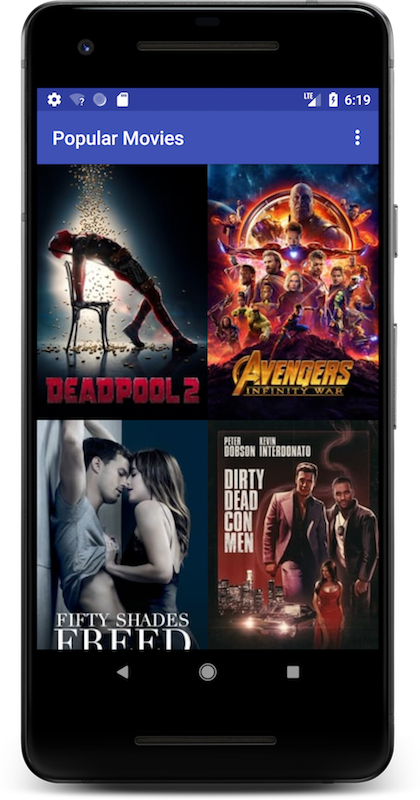 LTE 6:19
Popular Movies
DEADPOOL 2
AVENGERS
INFINITY WAR
FIFTY SHADES
FREED
PETER DOBSON KEVIN INTERDONATO
DIRTY
DEAD
CON
MEN